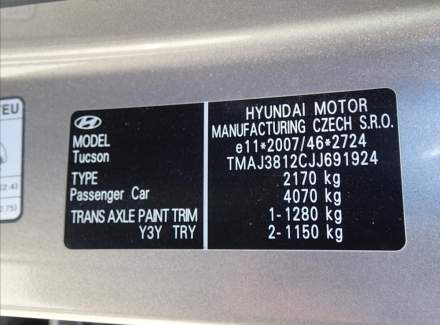 TEU
MODEL
Tucson
TYPE
Passenger Car
TRANS AXLE PAINT TRIM
Y3Y TRY
HYUNDAI MOTOR
MANUFACTURING CZECH S.R.O.
e11*2007/46*2724
TMAJ3812CJJ691924
2170 kg
4070 kg
1-1280 kg
2-1150 kg